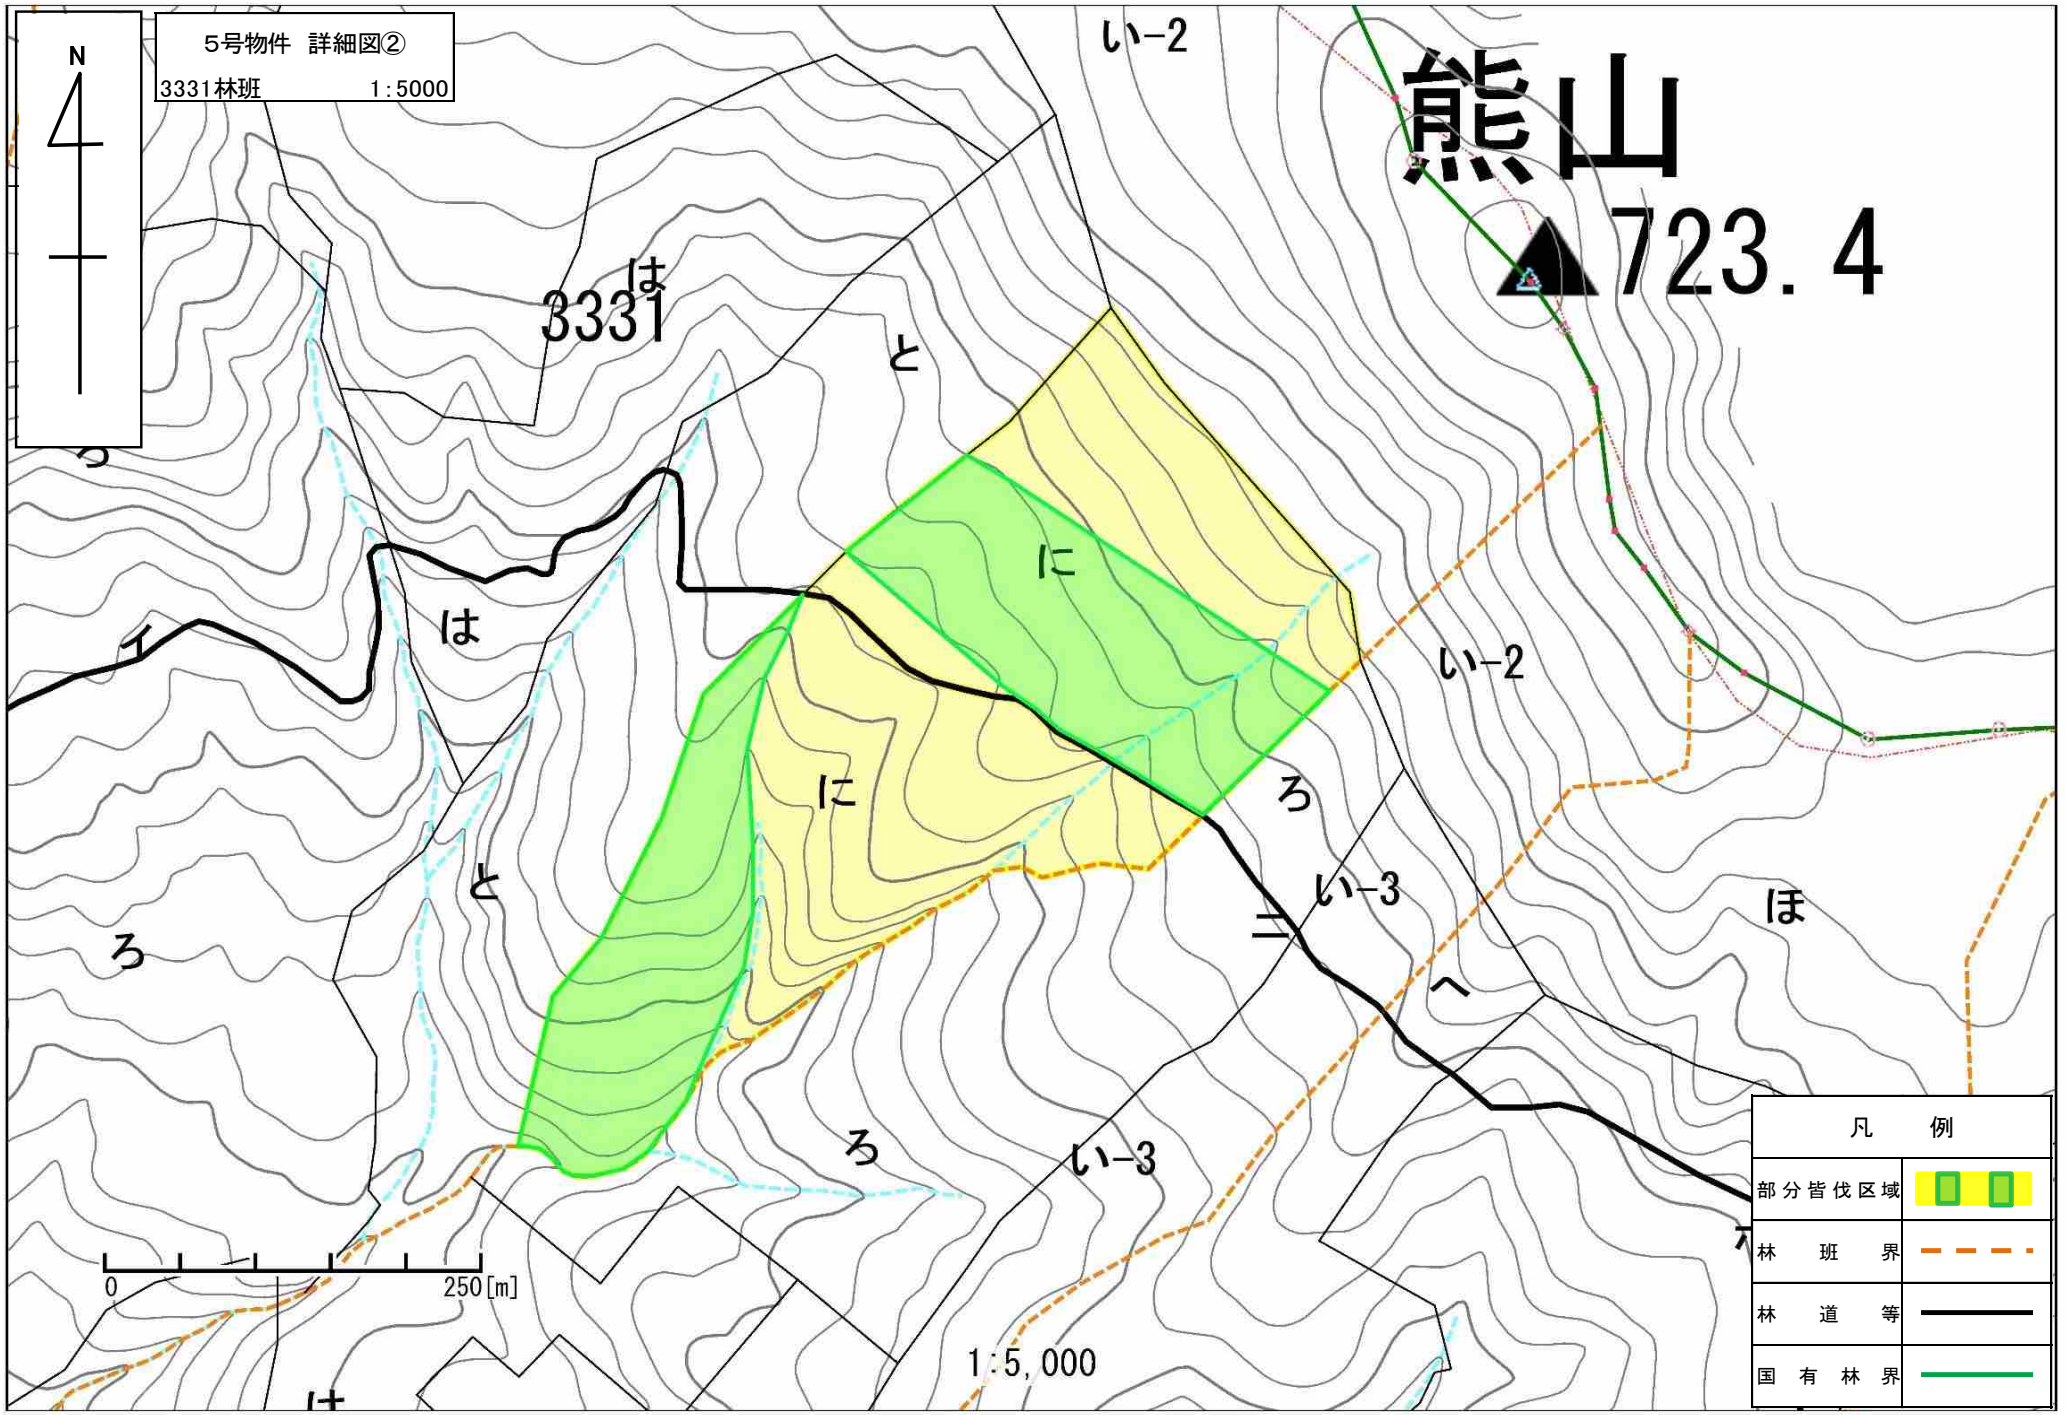 N
5号物件 詳細図②
3331林班 1:5000
い-2
熊山
723.4
は
3331
と
ろ
に
イ
は
い-2
に
ろ
と
い-3
ニ
ほ
ろ
へ
ろ
い-3
0 250[m]
1:5,000
は
凡 例
部分皆伐区域
林班界
林道等
国有林界